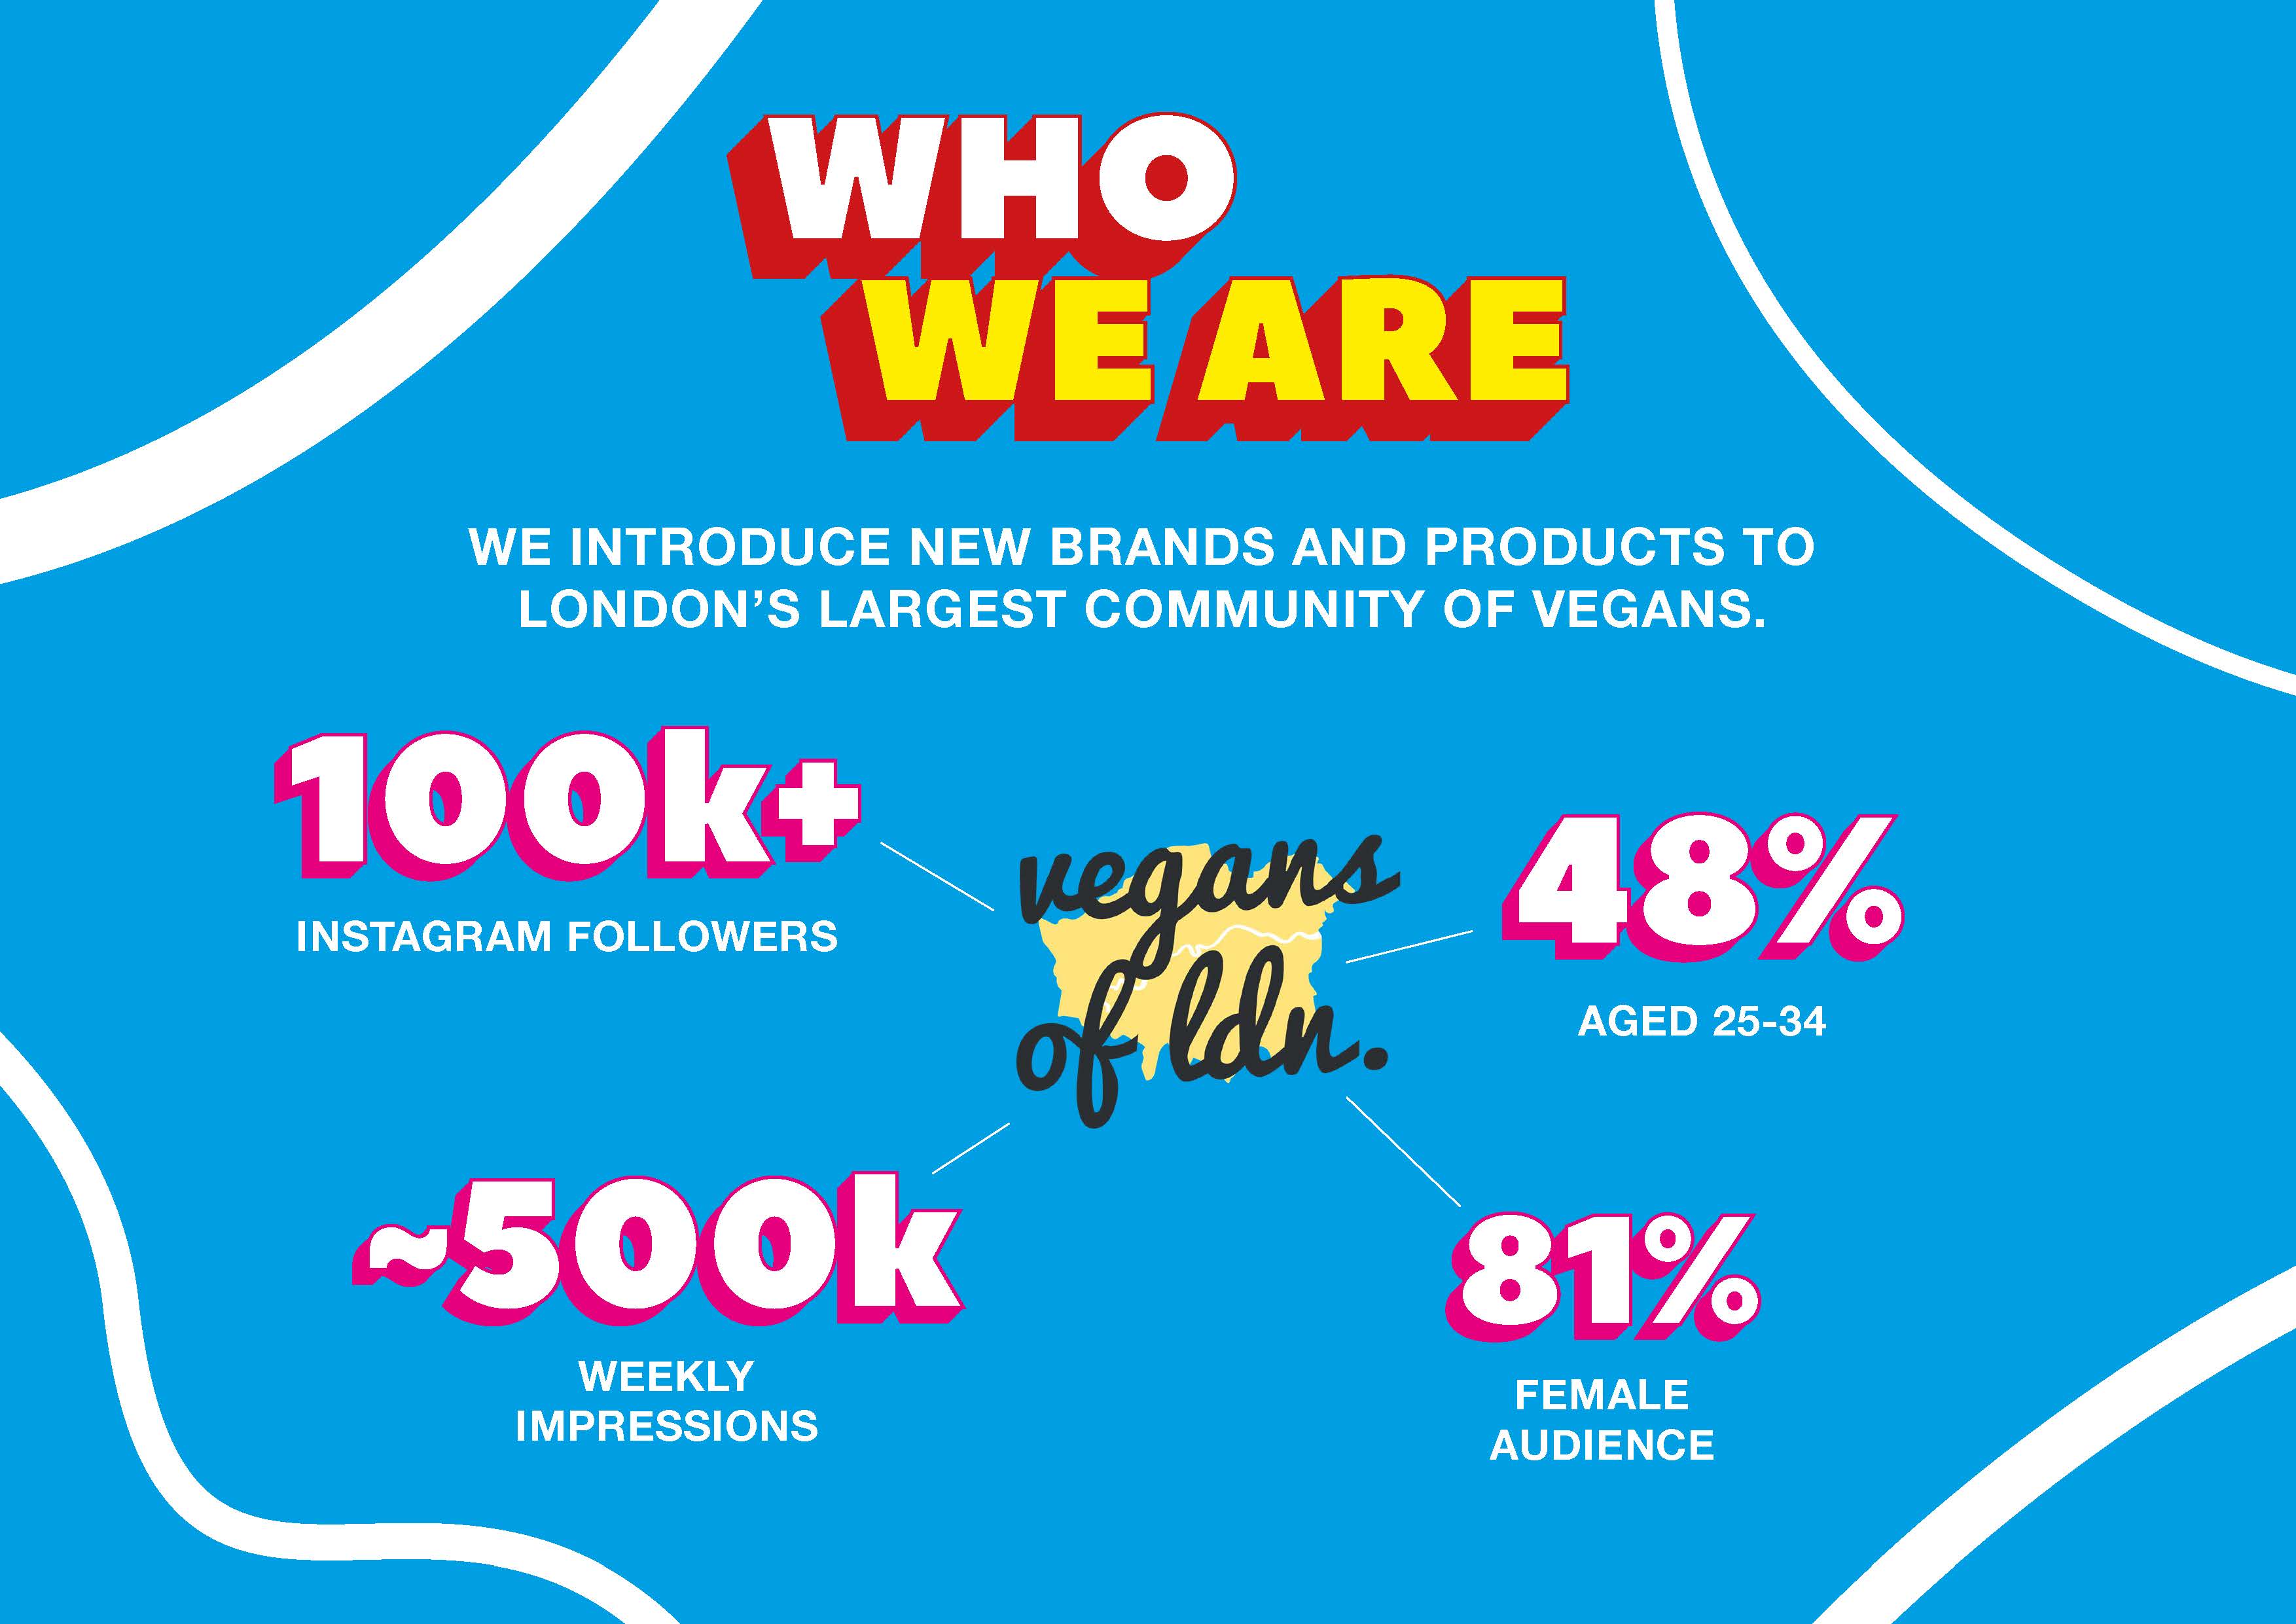 WHO
WE ARE
WE INTRODUCE NEW BRANDS AND PRODUCTS TO
LONDON’S LARGEST COMMUNITY OF VEGANS.
100k+
INSTAGRAM FOLLOWERS
vegans
of ldn.
48%
AGED 25-34
~500k
WEEKLY
IMPRESSIONS
81%
FEMALE
AUDIENCE